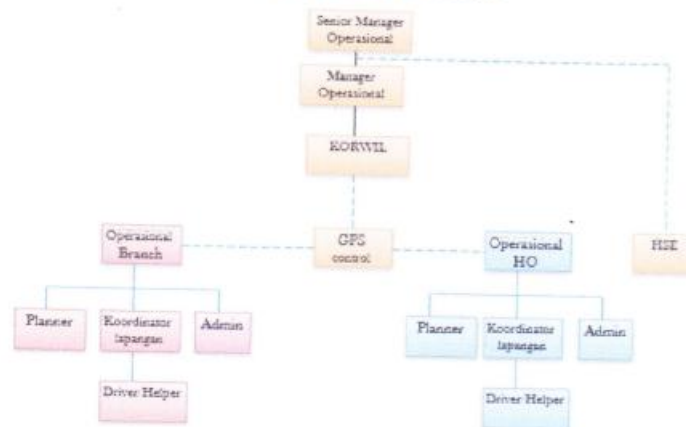 Senior Manager
Operasional
Manager
Operasional
KORWIL
Operasional
Branch
GPS
control
Operasional
HO
HSE
Planner
Koordinator
lapangan
Admin
Planner
Koordinator
lapangan
Admin
Driver Helper
Driver Helper